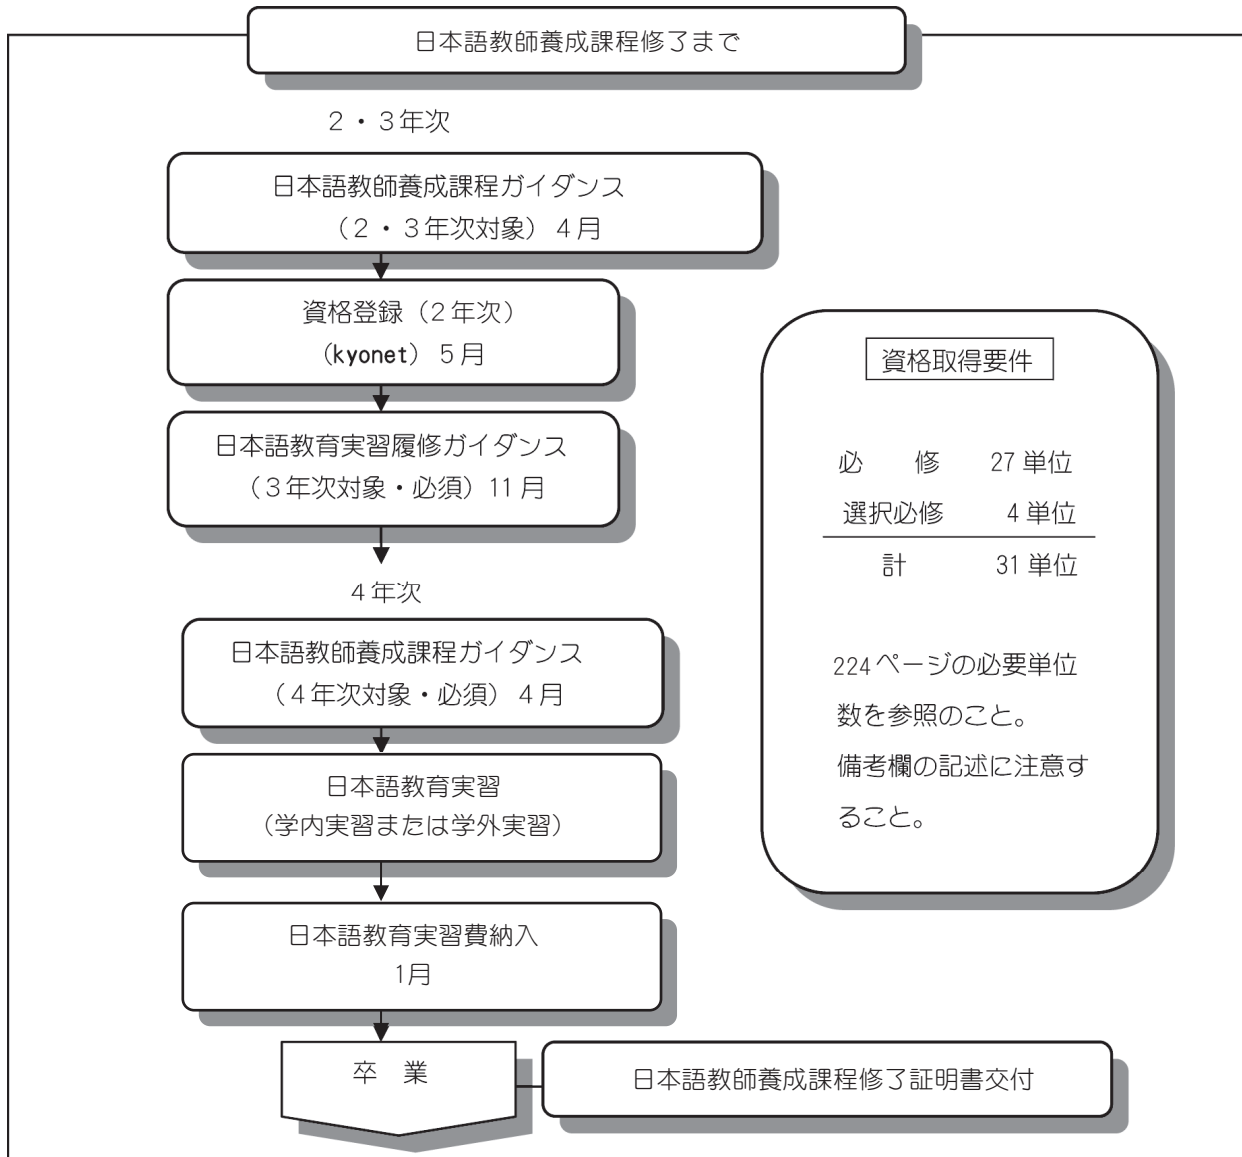 日本語教師養成課程修了まで
２・３年次
日本語教師養成課程ガイダンス
（２・３年次対象）４月
資格登録（２年次）
（kyonet）５月
日本語教育実習履修ガイダンス
（３年次対象・必須）11月
４年次
日本語教師養成課程ガイダンス
（４年次対象・必須）４月
日本語教育実習
（学内実習または学外実習）
日本語教育実習費納入
1月
卒　業
日本語教師養成課程修了証明書交付
資格取得要件
必　　修　　27単位
選択必修　　4単位
計　　31単位
224ページの必要単位
数を参照のこと。
備考欄の記述に注意す
ること。